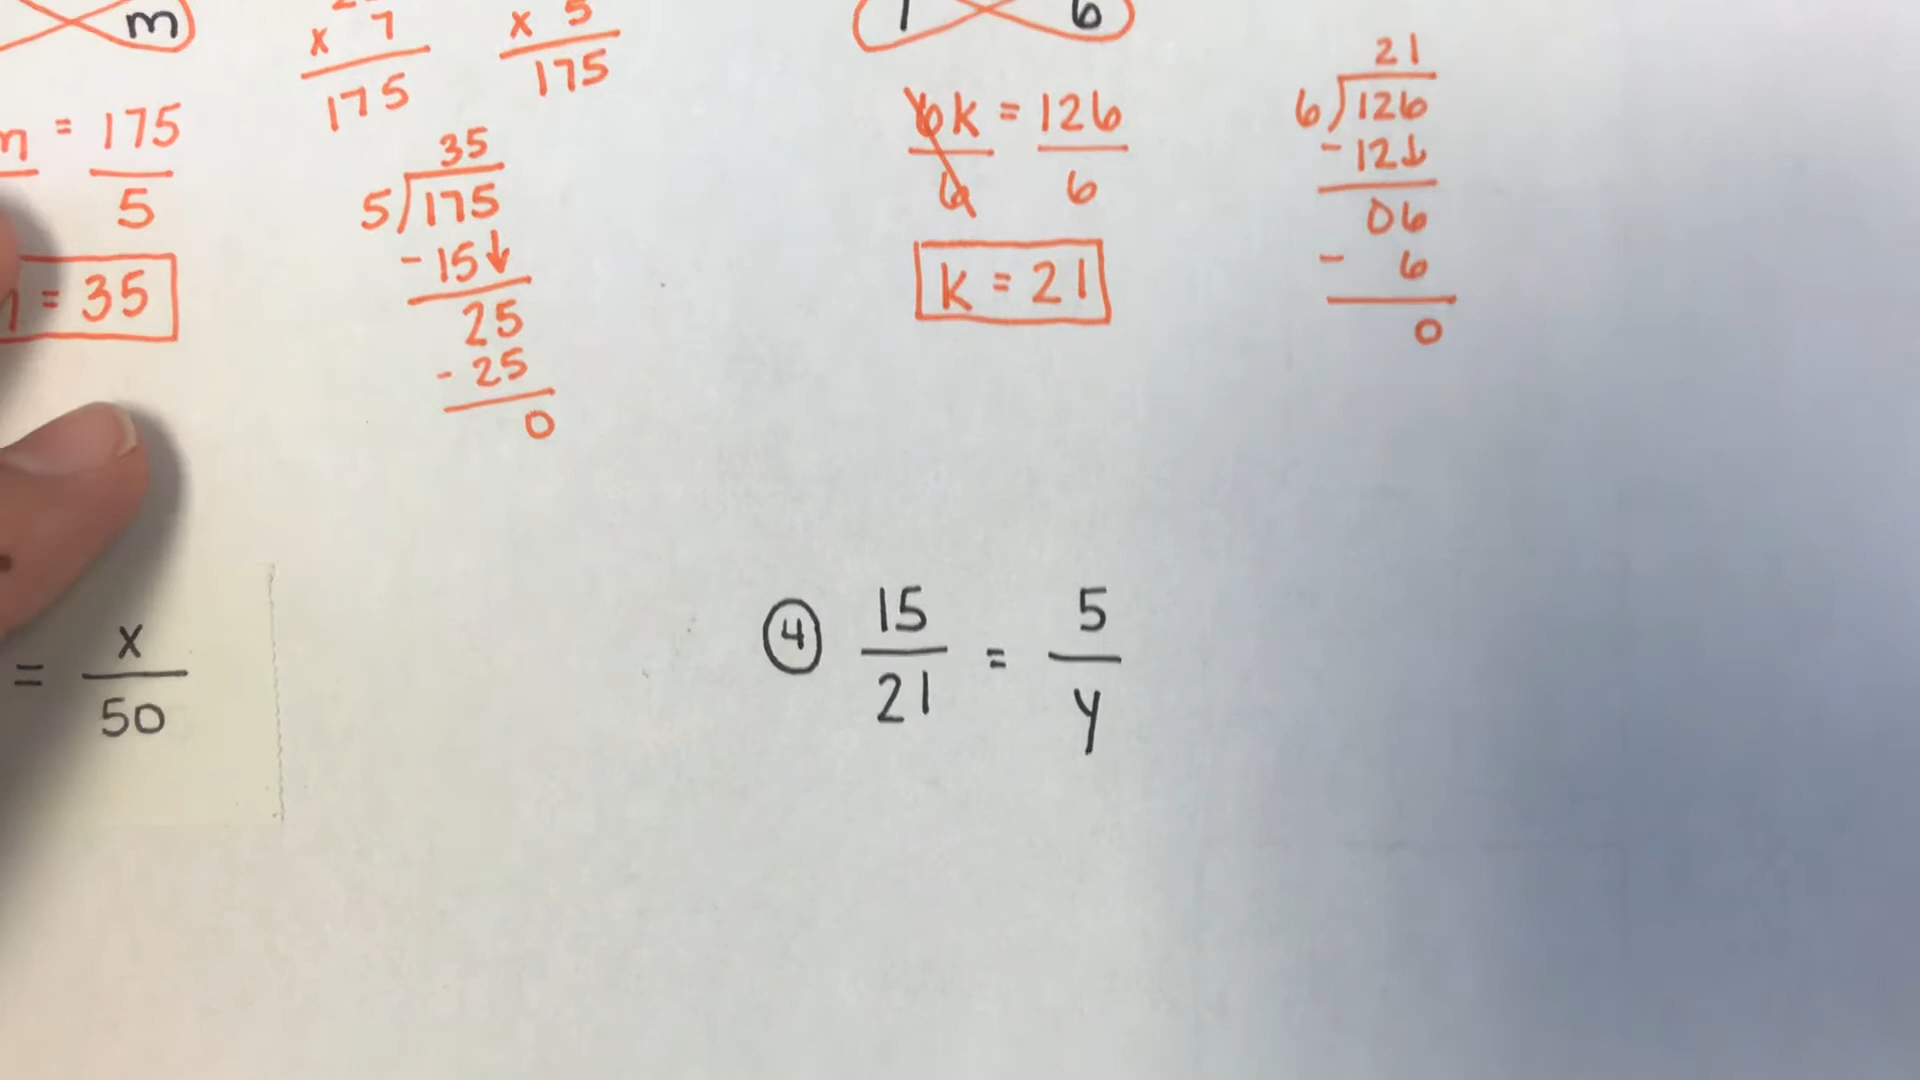 m
x 7
175
x 5
175
= 175
5
= 35
35
5 175
- 15↓
25
- 25
0
6
6k = 126
6 6
k = 21
21
6 126
- 12↓
06
- 6
0
= x
50
4 15 = 5
21 y